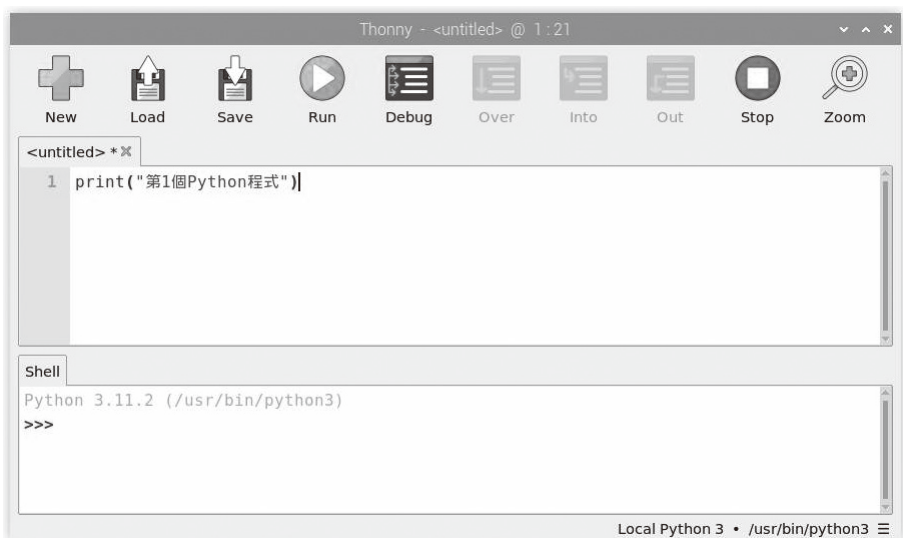 Thonny - <untitled> @ 1:21
New Load Save Run Debug Over Into Out Stop Zoom
<untitled> *
1 print("第1個Python程式")
Shell
Python 3.11.2 (/usr/bin/python3)
>>>
Local Python 3 • /usr/bin/python3 ☰